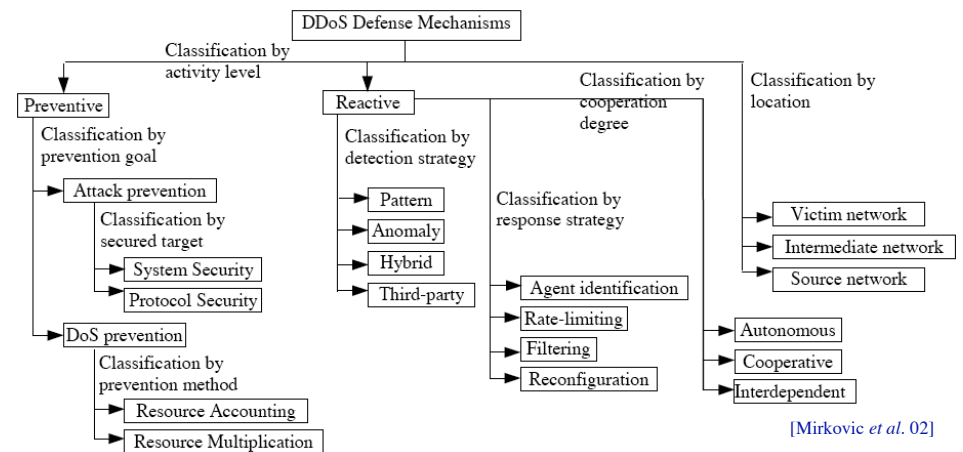 DDoS Defense Mechanisms
Classification by
activity level
Preventive
Classification by
prevention goal
Attack prevention
Classification by
secured target
System Security
Protocol Security
DoS prevention
Classification by
prevention method
Resource Accounting
Resource Multiplication
Reactive
Classification by
detection strategy
Pattern
Anomaly
Hybrid
Third-party
Classification by
response strategy
Agent identification
Rate-limiting
Filtering
Reconfiguration
Classification by
cooperation
degree
Autonomous
Cooperative
Interdependent
Classification by
location
Victim network
Intermediate network
Source network
[Mirkovic et al. 02]